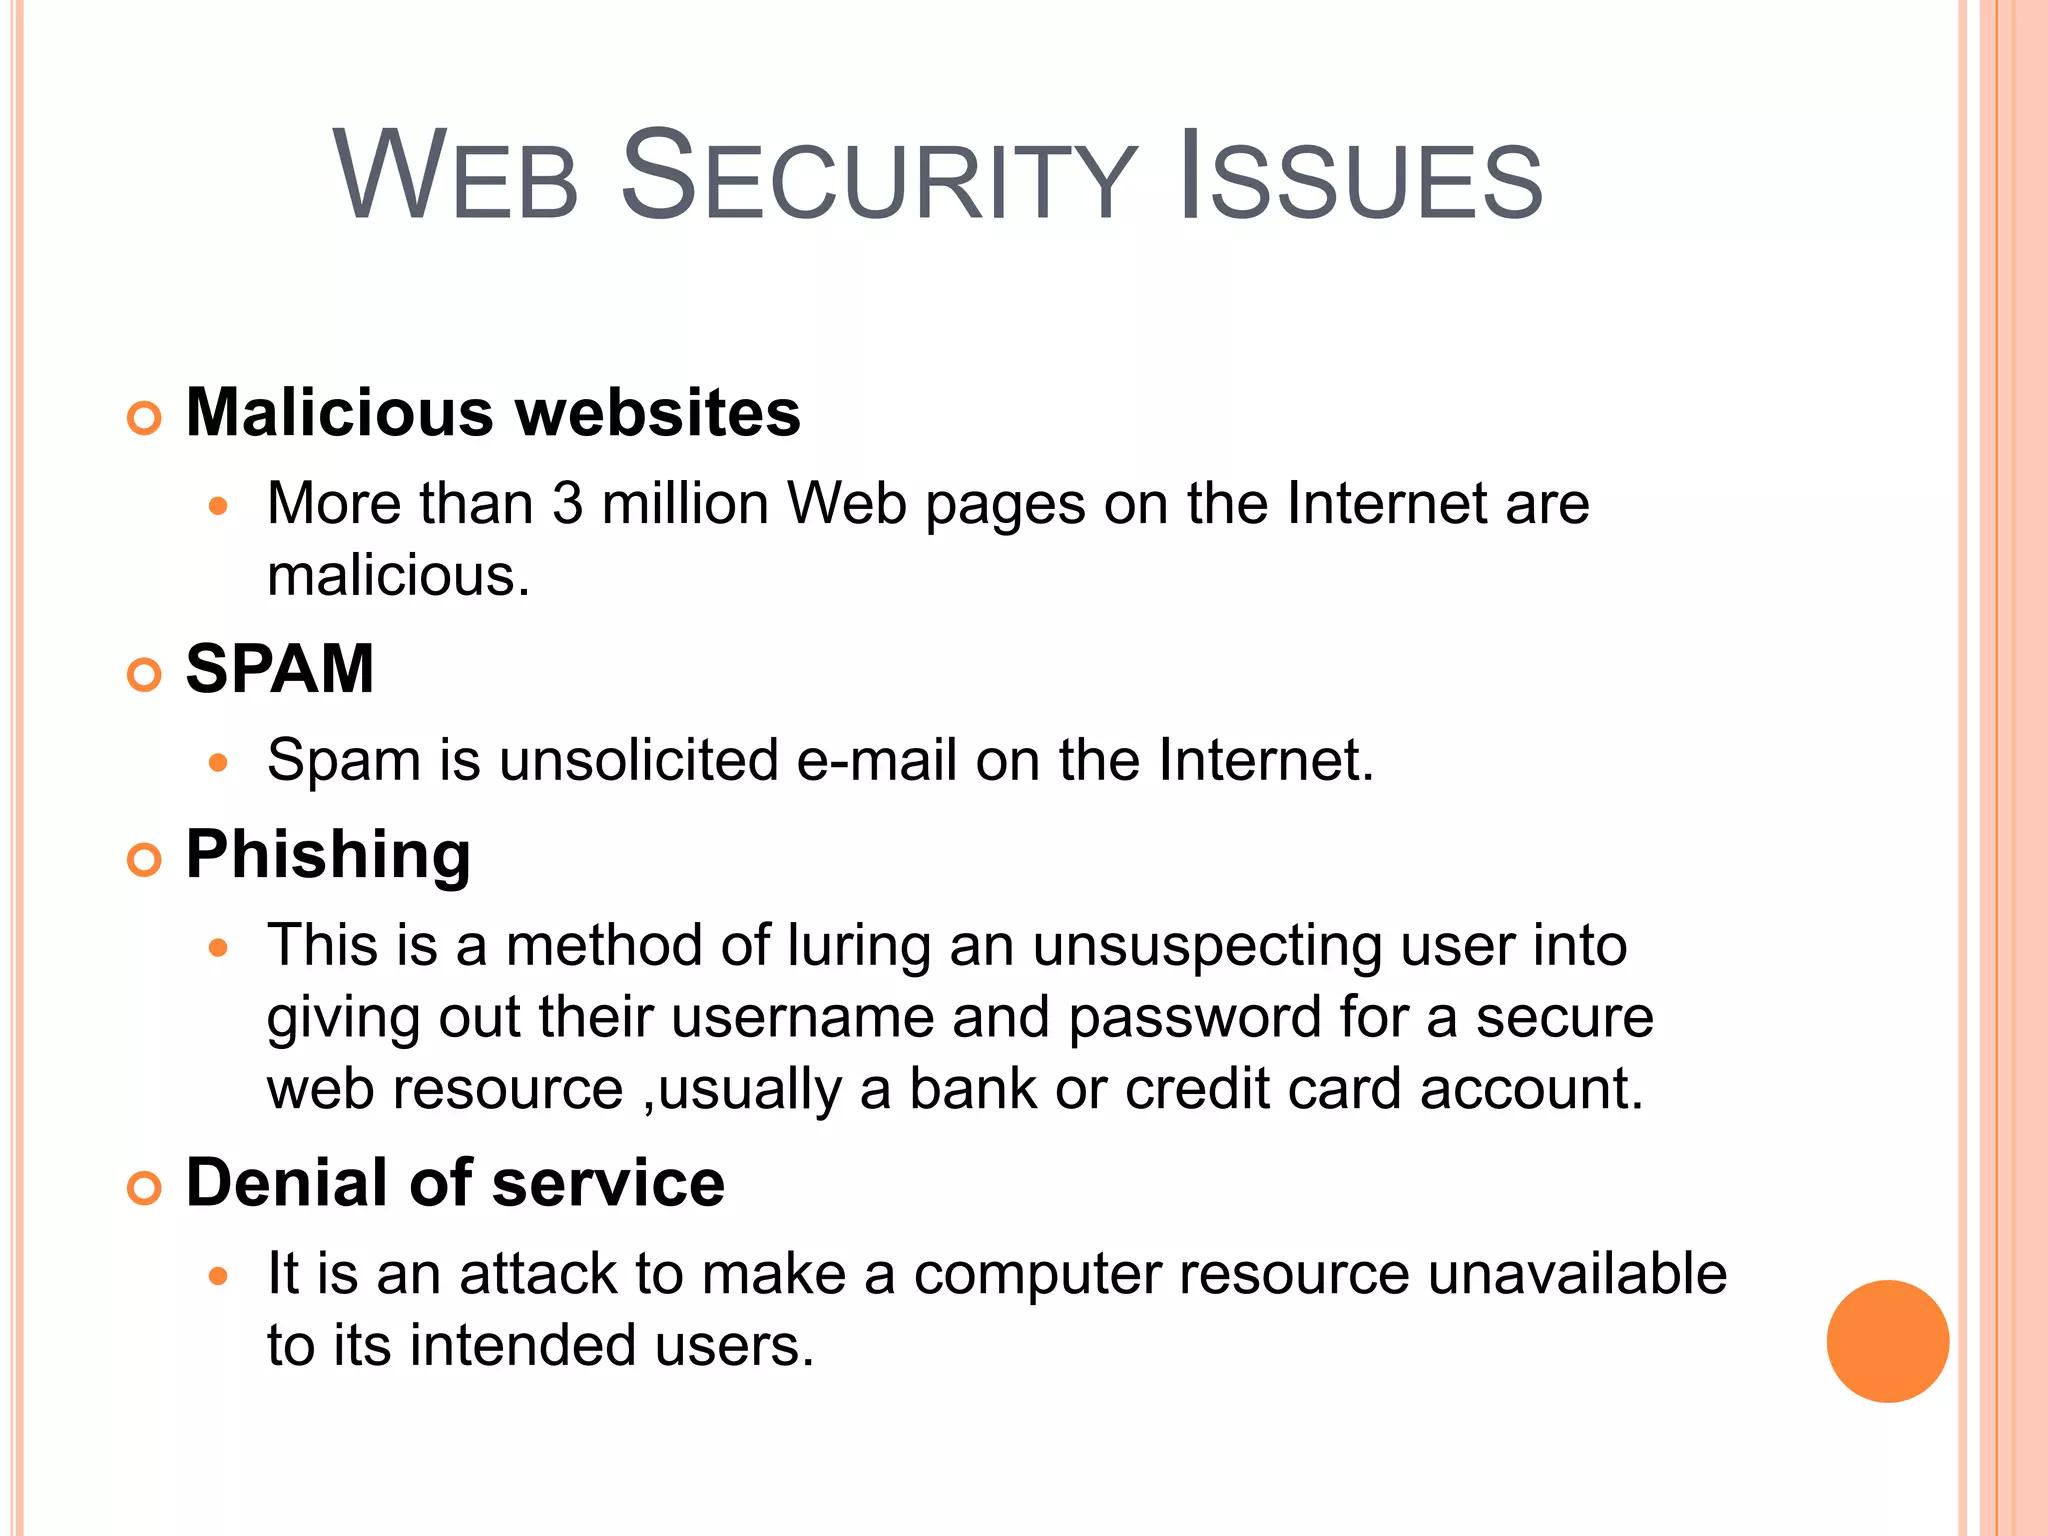 WEB SECURITY ISSUES
Malicious websites
More than 3 million Web pages on the Internet are
malicious.
SPAM
Spam is unsolicited e-mail on the Internet.
Phishing
This is a method of luring an unsuspecting user into
giving out their username and password for a secure
web resource ,usually a bank or credit card account.
Denial of service
It is an attack to make a computer resource unavailable
to its intended users.